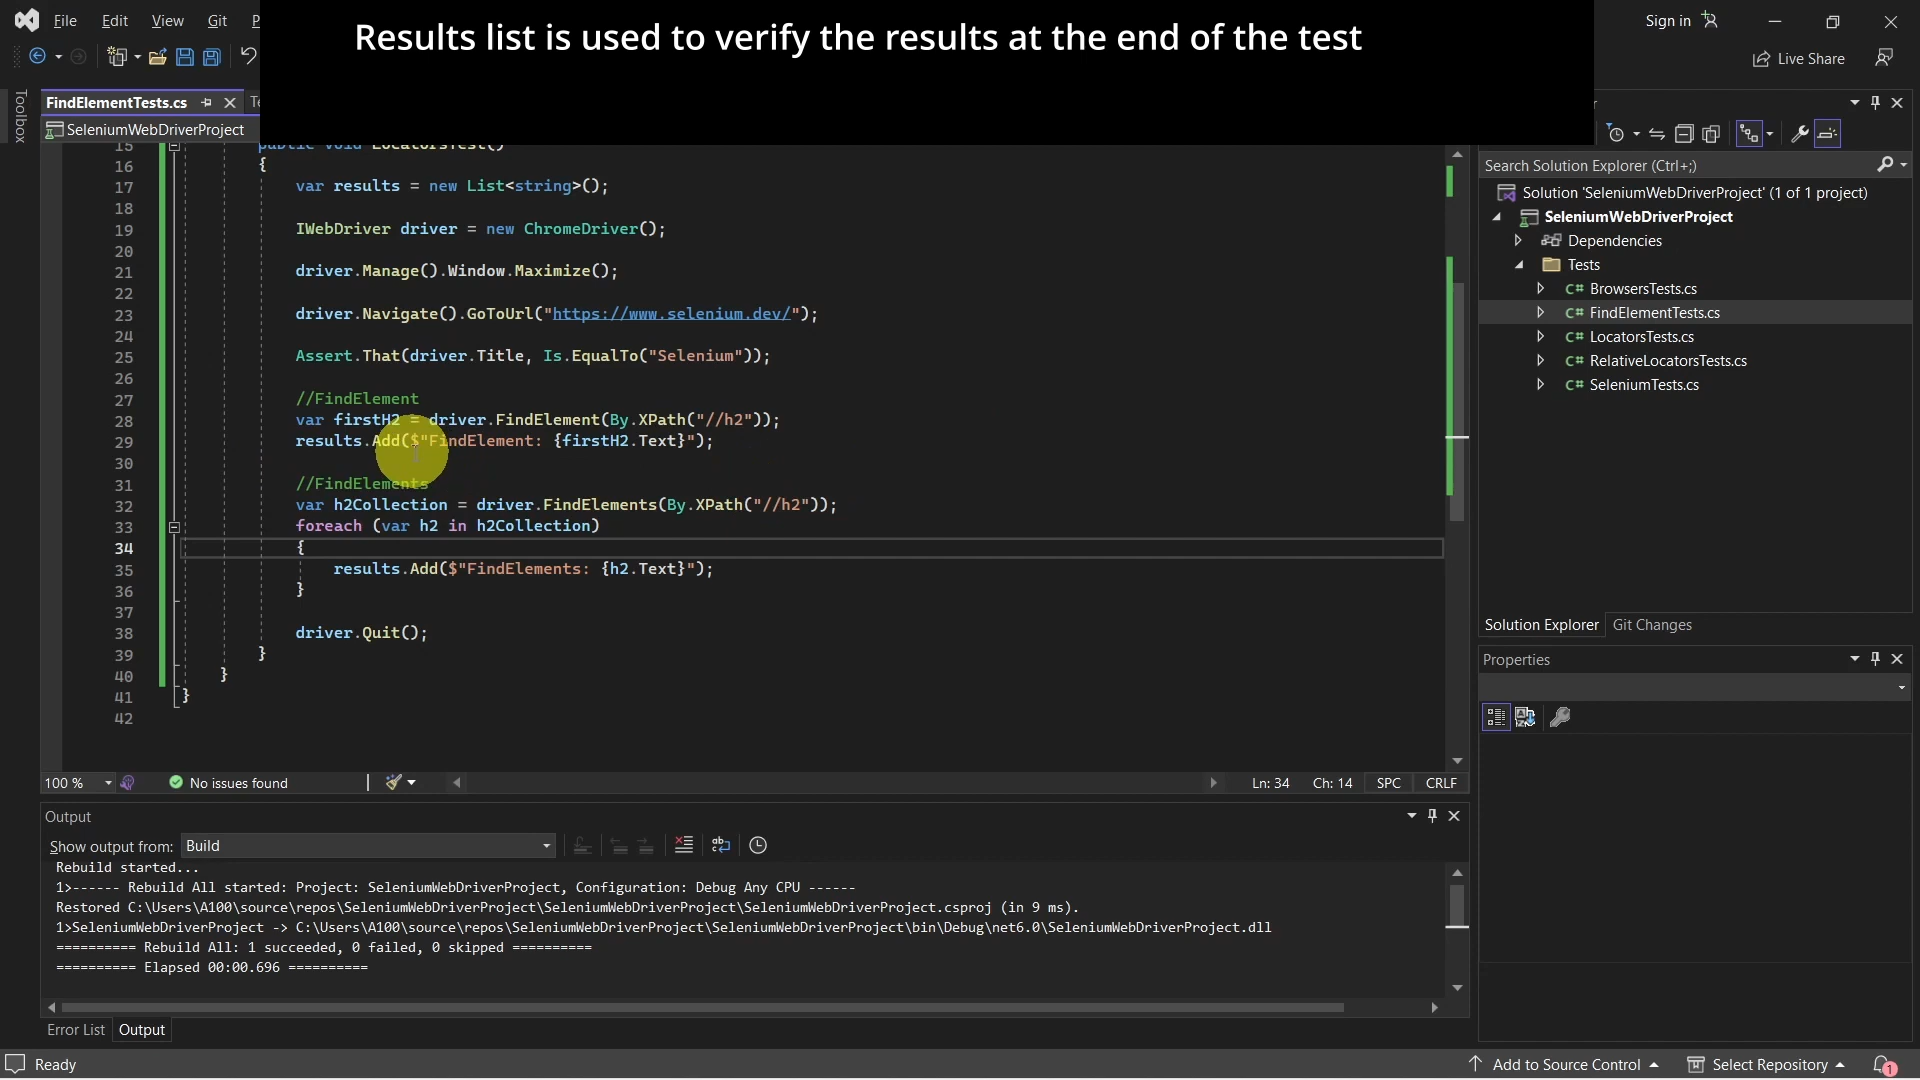 Results list is used to verify the results at the end of the test
File Edit View Git P
Sign in
Live Share
Toolbox
FindElementTests.cs
SeleniumWebDriverProject
15 public void LocatorsTest()
16 {
17 var results = new List<string>();
18
19 IWebDriver driver = new ChromeDriver();
20
21 driver.Manage().Window.Maximize();
22
23 driver.Navigate().GoToUrl("https://www.selenium.dev/");
24
25 Assert.That(driver.Title, Is.EqualTo("Selenium"));
26
27 //FindElement
28 var firstH2 = driver.FindElement(By.XPath("//h2"));
29 results.Add($"FindElement: {firstH2.Text}");
30
31 //FindElements
32 var h2Collection = driver.FindElements(By.XPath("//h2"));
33 foreach (var h2 in h2Collection)
34 {
35 results.Add($"FindElements: {h2.Text}");
36 }
37
38 driver.Quit();
39 }
40 }
41 }
42
100 % No issues found Ln: 34 Ch: 14 SPC CRLF
Output
Show output from: Build
Rebuild started...
1>------ Rebuild All started: Project: SeleniumWebDriverProject, Configuration: Debug Any CPU ------
Restored C:\Users\A100\source\repos\SeleniumWebDriverProject\SeleniumWebDriverProject\SeleniumWebDriverProject.csproj (in 9 ms).
1>SeleniumWebDriverProject -> C:\Users\A100\source\repos\SeleniumWebDriverProject\SeleniumWebDriverProject\bin\Debug\net6.0\SeleniumWebDriverProject.dll
========== Rebuild All: 1 succeeded, 0 failed, 0 skipped ==========
========== Elapsed 00:00.696 ==========
Error List Output
Search Solution Explorer (Ctrl+;)
Solution 'SeleniumWebDriverProject' (1 of 1 project)
SeleniumWebDriverProject
Dependencies
Tests
C# BrowsersTests.cs
C# FindElementTests.cs
C# LocatorsTests.cs
C# RelativeLocatorsTests.cs
C# SeleniumTests.cs
Solution Explorer Git Changes
Properties
Ready
Add to Source Control Select Repository 1